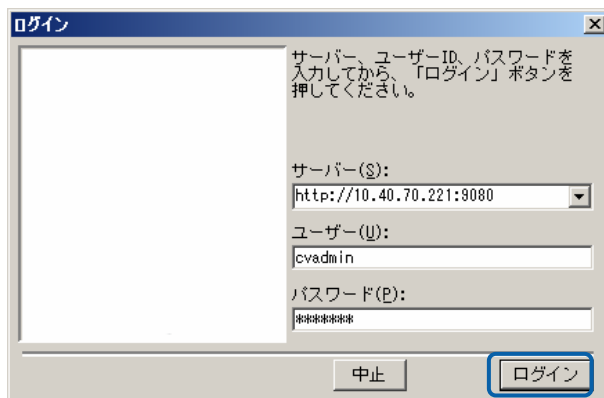 ログイン
サーバー、ユーザーID、パスワードを
入力してから、「ログイン」ボタンを
押してください。
サーバー(S):
http://10.40.70.221:9080
ユーザー(U):
cvadmin
パスワード(P):
*******
中止
ログイン